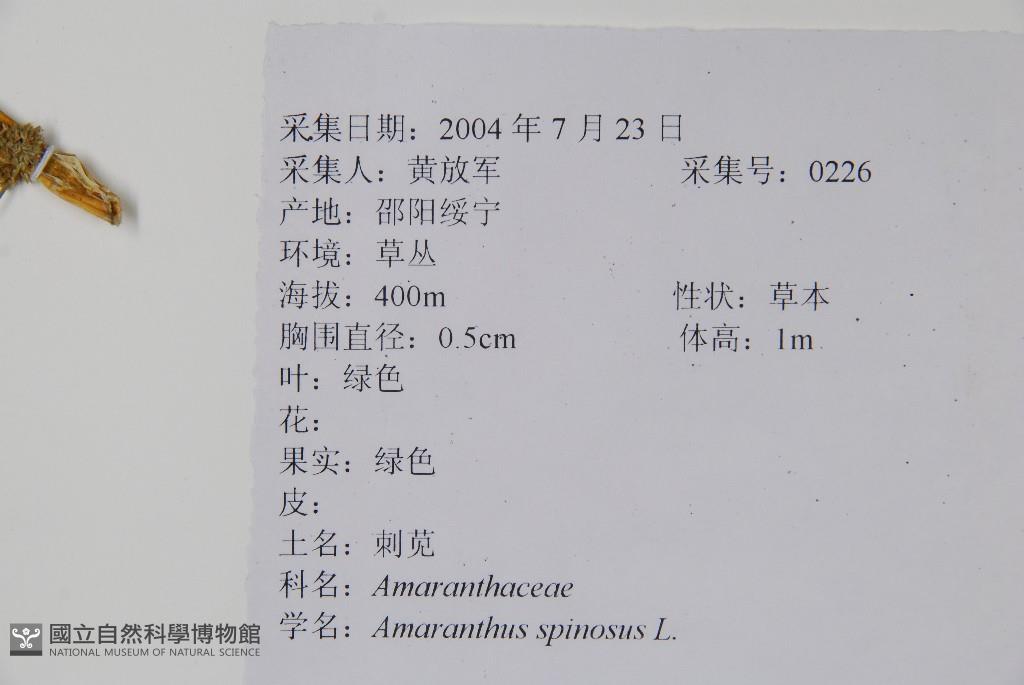 采集日期：2004 年 7 月 23 日
采集人：黄放军 采集号：0226
产地：邵阳绥宁
环境：草丛
海拔：400m 性状：草本
胸围直径：0.5cm 体高：1m
叶：绿色
花：
果实：绿色
皮：
土名：刺苋
科名：Amaranthaceae
学名：Amaranthus spinosus L.
國立自然科學博物館
NATIONAL MUSEUM OF NATURAL SCIENCE